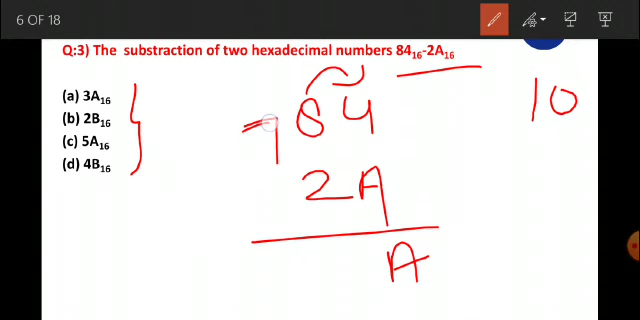 6 OF 18
Q:3) The substraction of two hexadecimal numbers 84₁₆-2A₁₆
(a) 3A₁₆
(b) 2B₁₆
(c) 5A₁₆
(d) 4B₁₆
7 84
10
2A
A